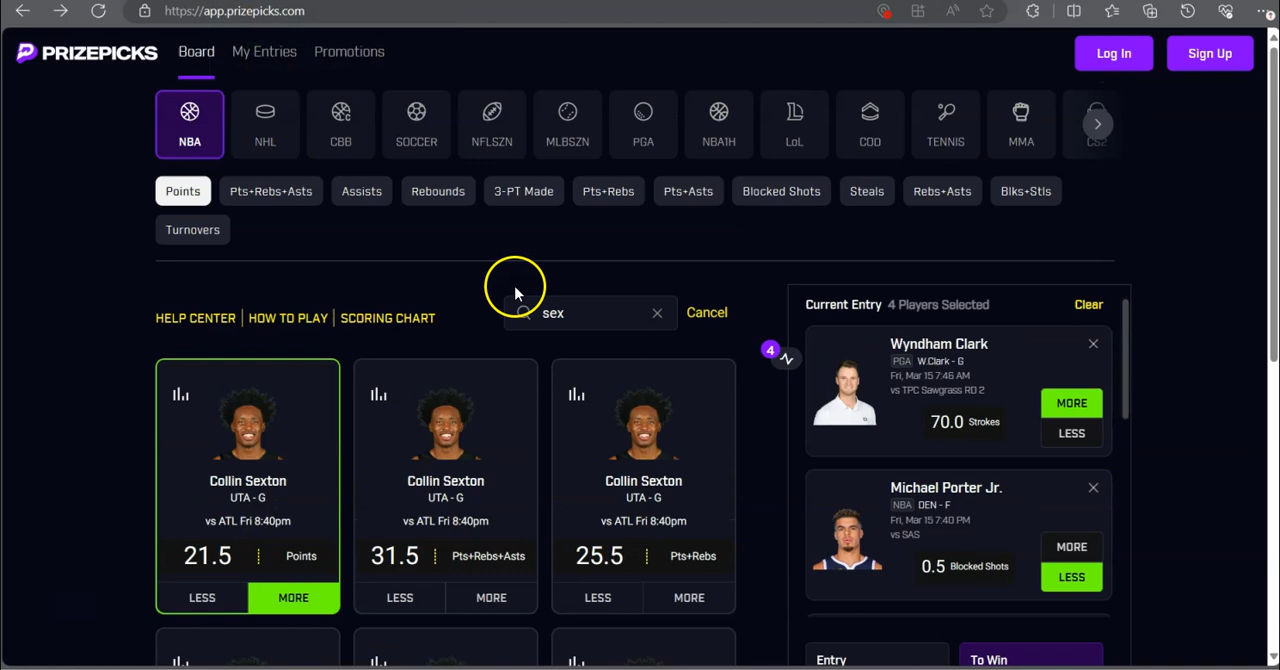 https://app.prizepicks.com
PRIZEPICKS
Board
My Entries
Promotions
Log In
Sign Up
NBA
NHL
CBB
SOCCER
NFLSZN
MLBSZN
PGA
NBA1H
LoL
COD
TENNIS
MMA
CS2
Points
Pts+Rebs+Asts
Assists
Rebounds
3-PT Made
Pts+Rebs
Pts+Asts
Blocked Shots
Steals
Rebs+Asts
Blks+Stls
Turnovers
HELP CENTER
HOW TO PLAY
SCORING CHART
sex
Cancel
Collin Sexton
UTA - G
vs ATL Fri 8:40pm
21.5 Points
LESS MORE
Collin Sexton
UTA - G
vs ATL Fri 8:40pm
31.5 Pts+Rebs+Asts
LESS MORE
Collin Sexton
UTA - G
vs ATL Fri 8:40pm
25.5 Pts+Rebs
LESS MORE
Current Entry 4 Players Selected
Clear
4
Wyndham Clark
PGA W.Clark - G
Fri, Mar 15 7:46 AM
vs TPC Sawgrass RD 2
70.0 Strokes
MORE
LESS
Michael Porter Jr.
NBA DEN - F
Fri, Mar 15 7:40 PM
vs SAS
0.5 Blocked Shots
MORE
LESS
Entry
To Win